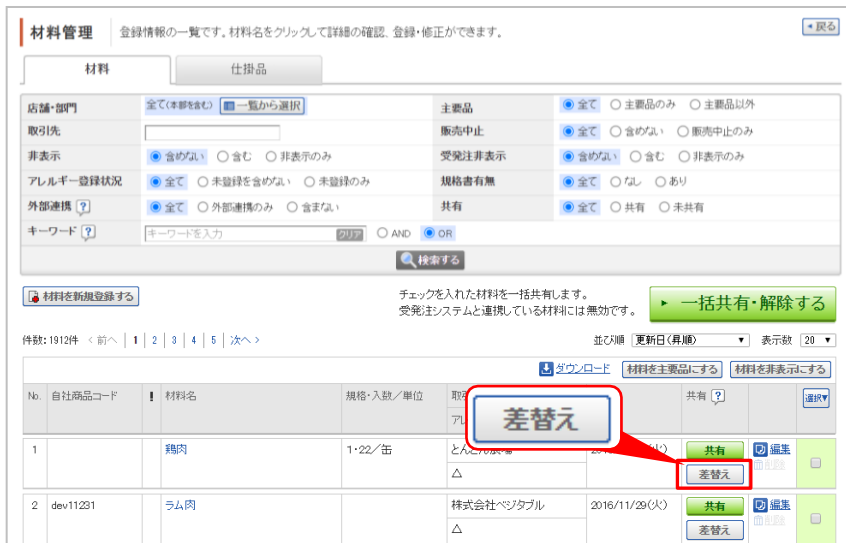 材料管理 登録情報の一覧です。材料名をクリックして詳細の確認、登録・修正ができます。 戻る
材料 仕掛品
店舗・部門 全て(本部を含む) 一覧から選択 主要品 全て 主要品のみ 主要品以外
取引先 販売中止 全て 含めない 販売中止のみ
非表示 含めない 含む 非表示のみ 受発注非表示 含めない 含む 非表示のみ
アレルギー登録状況 全て 未登録を含めない 未登録のみ 規格書有無 全て なし あり
外部連携 ? 全て 外部連携のみ 含まない 共有 全て 共有 未共有
キーワード ? キーワードを入力 クリア AND OR
検索する
材料を新規登録する チェックを入れた材料を一括共有します。
受発注システムと連携している材料には無効です。 一括共有・解除する
件数:1912件 <前へ | 1 | 2 | 3 | 4 | 5 | 次へ> 並び順 更新日(昇順) 表示数 20
ダウンロード 材料を主要品にする 材料を非表示にする
No. 自社商品コード ! 材料名 規格・入数/単位 共有 ? 選択
差替え
1 鶏肉 1・22/缶 共有 編集
△ 差替え 削除
2 dev11231 ラム肉 株式会社ベジタブル 2016/11/29(火) 共有 編集
△ 差替え 削除